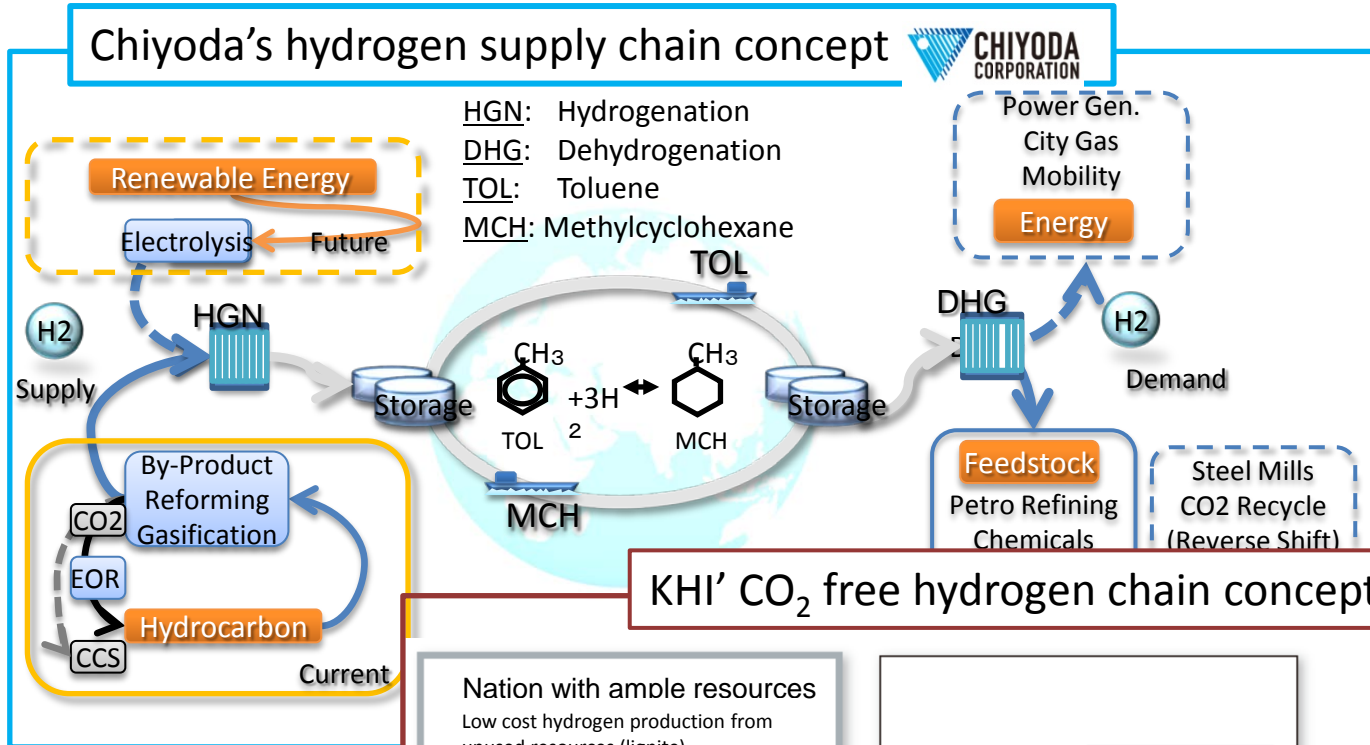 Chiyoda's hydrogen supply chain concept
CHIYODA
CORPORATION
HGN: Hydrogenation
DHG: Dehydrogenation
TOL: Toluene
MCH: Methylcyclohexane
Renewable Energy
Electrolysis
Future
H2
Supply
HGN
Storage
TOL
CH3
+3H
2
TOL
CH3
MCH
MCH
Storage
DHG
Power Gen.
City Gas
Mobility
Energy
H2
Demand
Feedstock
Petro Refining
Chemicals
Steel Mills
CO2 Recycle
(Reverse Shift)
By-Product
Reforming
Gasification
CO2
EOR
CCS
Hydrocarbon
Current
KHI' CO₂ free hydrogen chain concept
Nation with ample resources
Low cost hydrogen production from
unused resources (lignite)